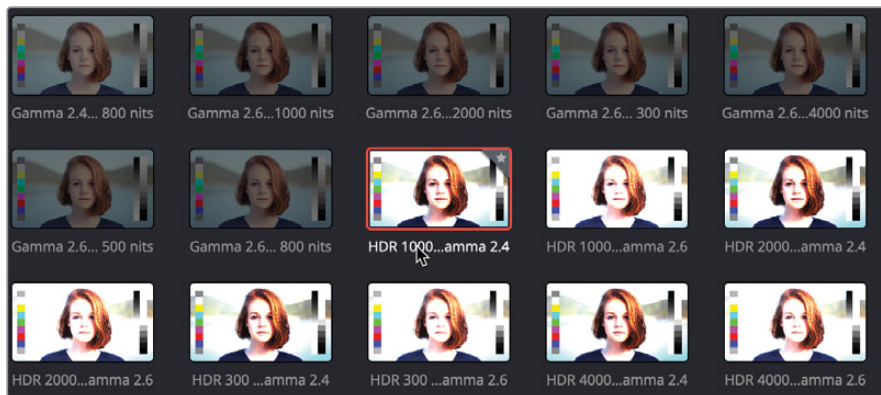 Gamma 2.4... 800 nits
Gamma 2.6...1000 nits
Gamma 2.6...2000 nits
Gamma 2.6... 300 nits
Gamma 2.6...4000 nits
Gamma 2.6... 500 nits
Gamma 2.6... 800 nits
HDR 1000...amma 2.4
HDR 1000...amma 2.6
HDR 2000...amma 2.4
HDR 2000...amma 2.6
HDR 300 ...amma 2.4
HDR 300 ...amma 2.6
HDR 4000...amma 2.4
HDR 4000...amma 2.6